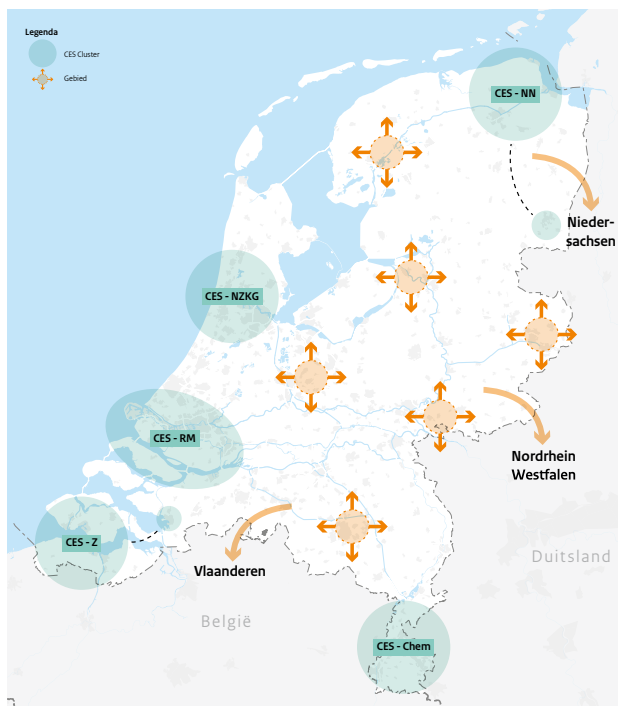 Legenda
CES Cluster
Gebied
CES - NN
Nieder-
sachsen
CES - NZKG
CES - RM
Nordrhein
Westfalen
CES - Z
Vlaanderen
Duitsland
België
CES - Chem